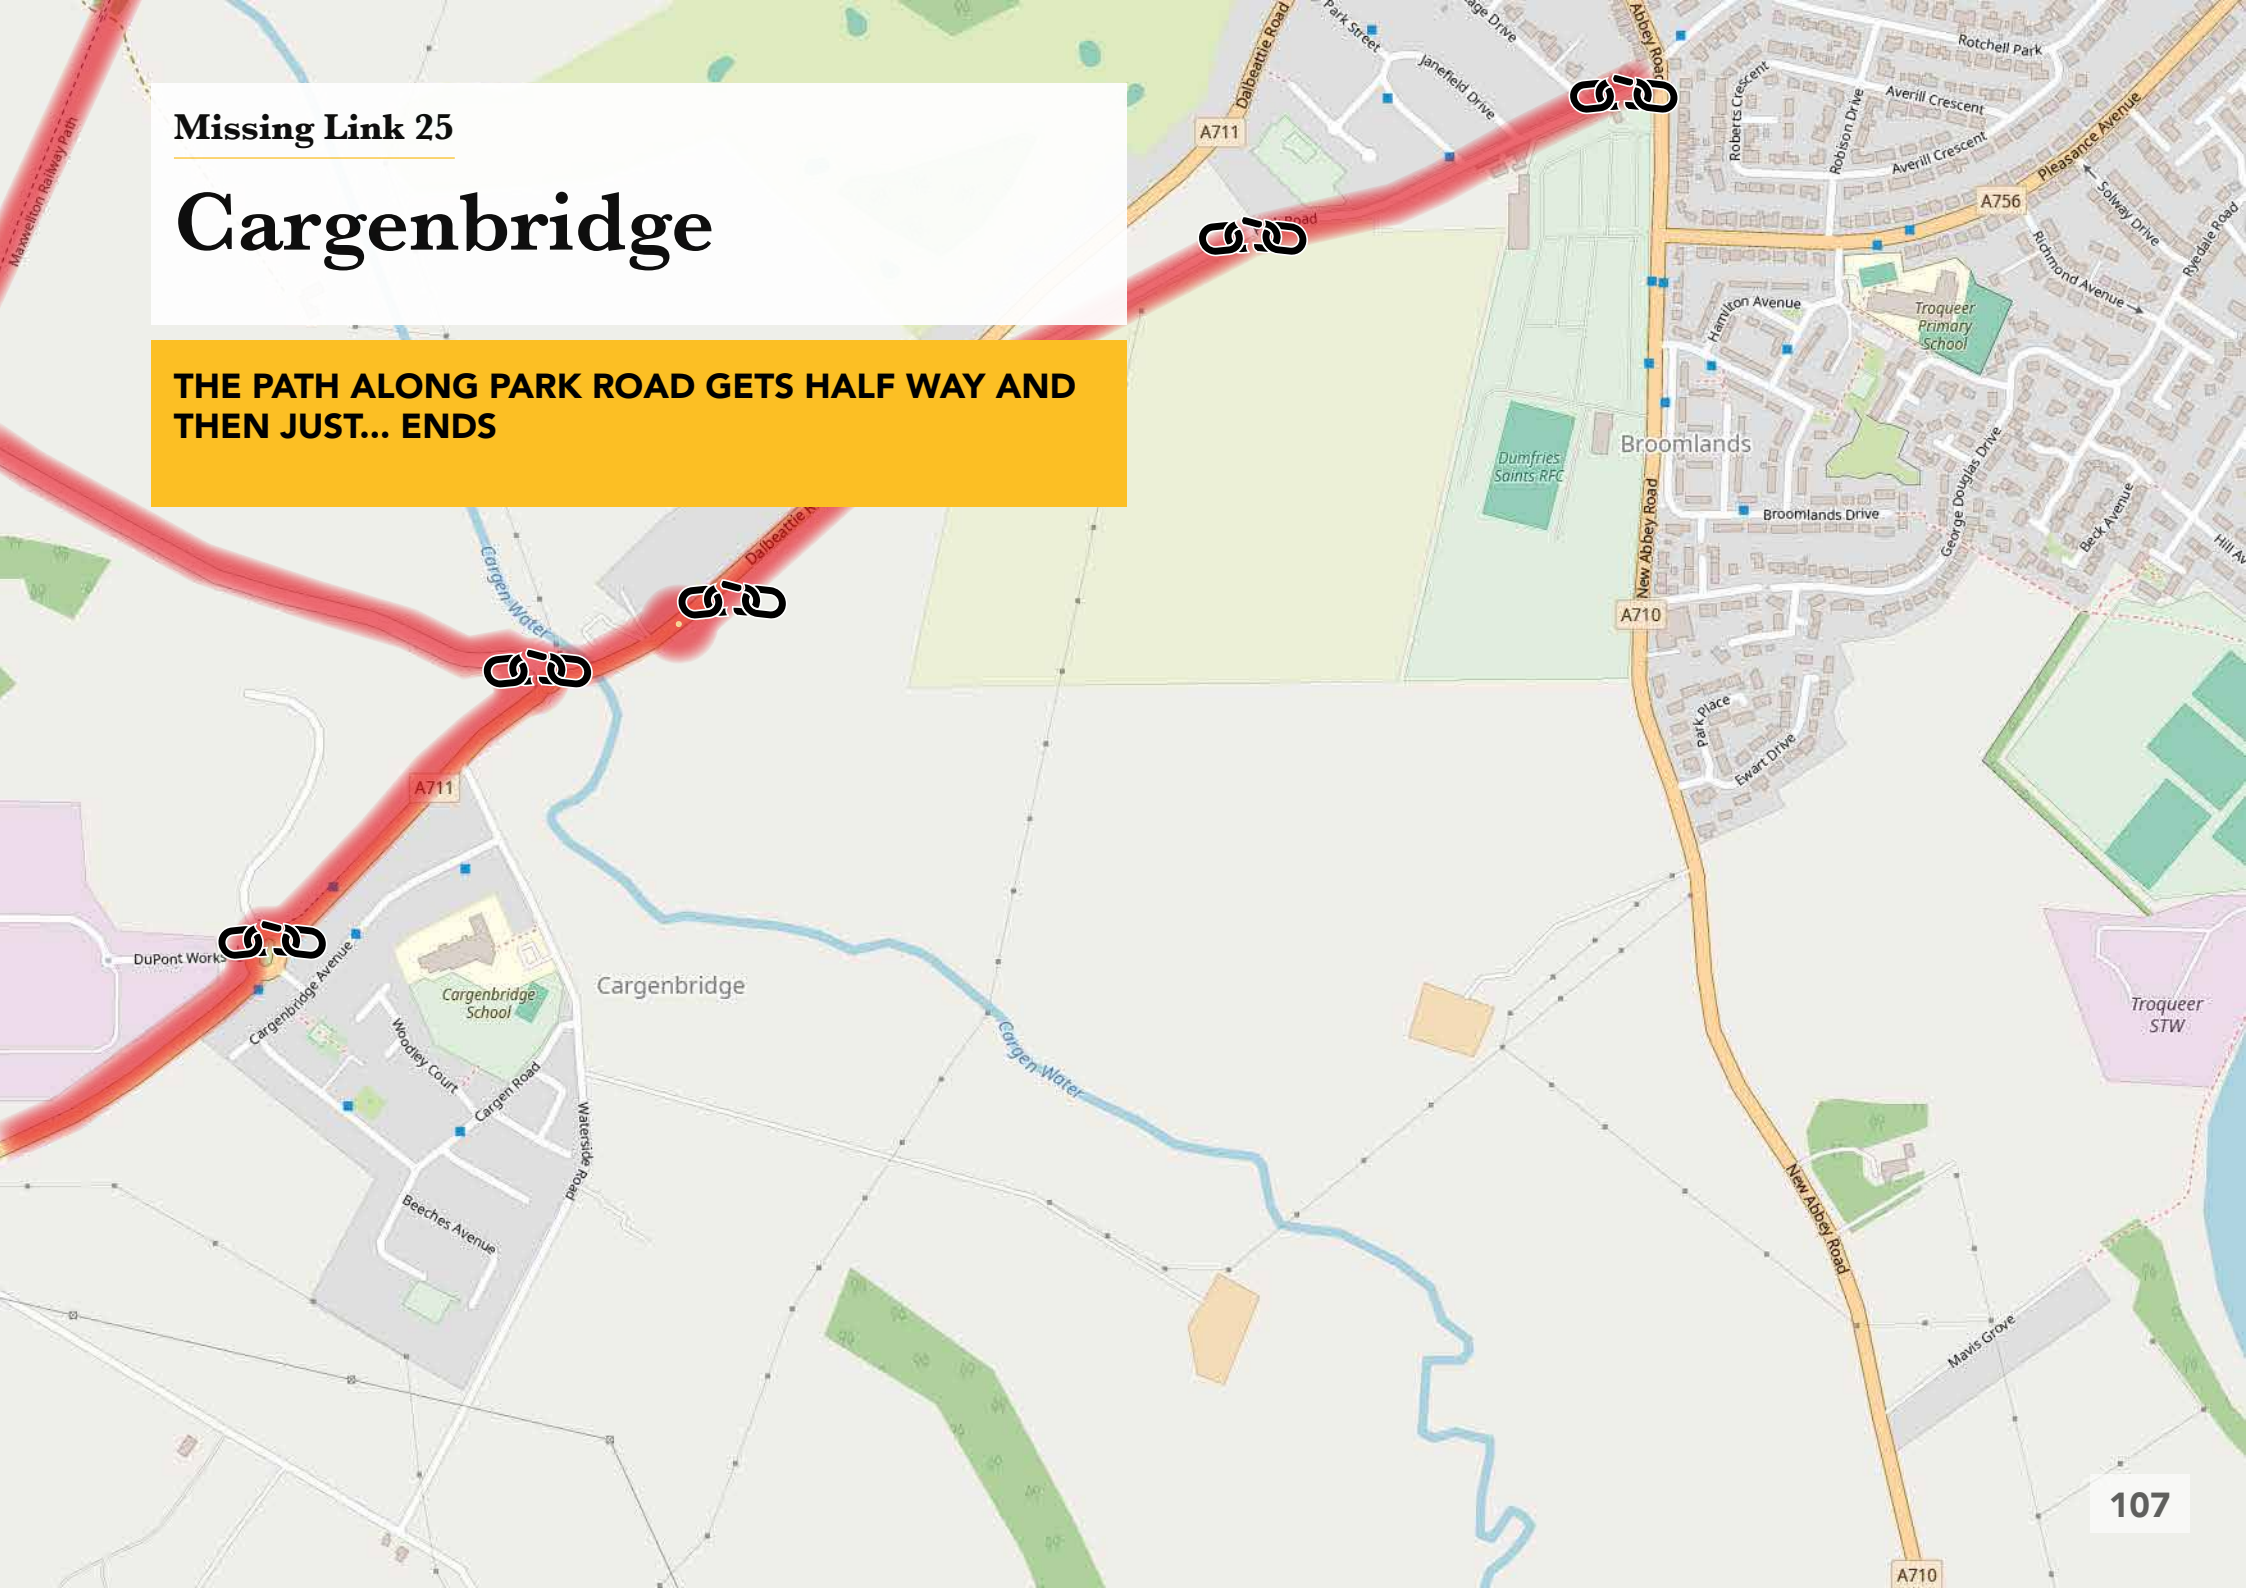 Missing Link 25
Cargenbridge
THE PATH ALONG PARK ROAD GETS HALF WAY AND
THEN JUST... ENDS
Maxwellton Railway Path
Dalbeattie Road
A711
Park Street
Janefield Drive
Drive
Abbey Road
Rotchell Park
Roberts Crescent
Averill Crescent
Robison Drive
Averill Crescent
Pleasance Avenue
A756
Solway Drive
Ryedale Road
Richmond Avenue
Road
Hamilton Avenue
Troqueer
Primary
School
Broomlands
Dumfries
Saints RFC
New Abbey Road
Broomlands Drive
George Douglas Drive
Beck Avenue
Hill
Dalbeattie
Cargen Water
A710
Park Place
Ewart Drive
A711
DuPont Works
Cargenbridge Avenue
Cargenbridge
School
Cargenbridge
Woodley Court
Cargen Road
Waterside Road
Beeches Avenue
Cargen Water
Troqueer
STW
New Abbey Road
Mavis Grove
A710
107